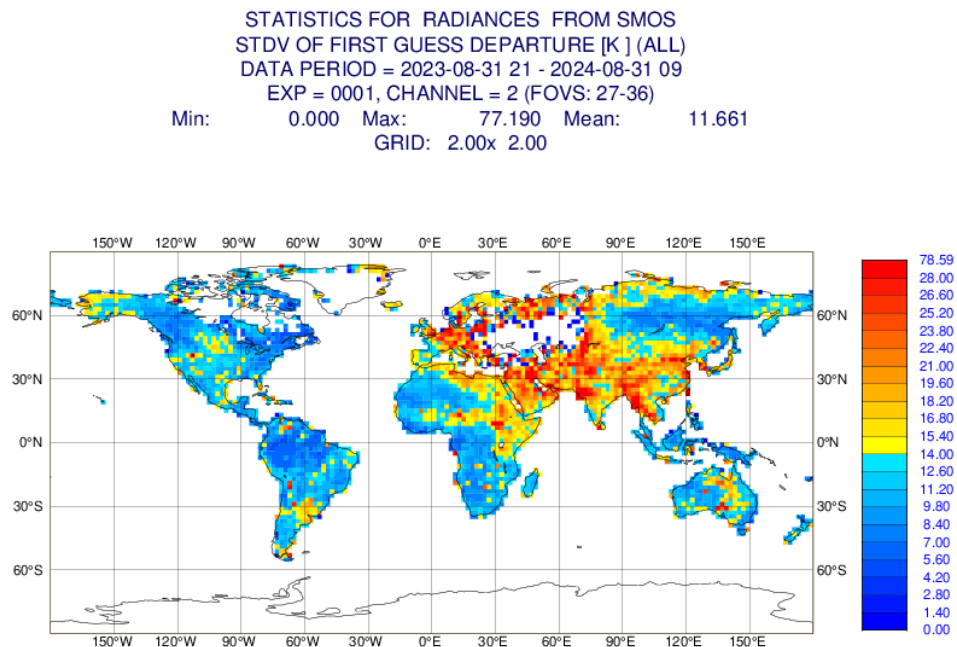 STATISTICS FOR RADIANCES FROM SMOS
STDV OF FIRST GUESS DEPARTURE [K ] (ALL)
DATA PERIOD = 2023-08-31 21 - 2024-08-31 09
EXP = 0001, CHANNEL = 2 (FOVS: 27-36)
Min: 0.000 Max: 77.190 Mean: 11.661
GRID: 2.00x 2.00
150°W 120°W 90°W 60°W 30°W 0°E 30°E 60°E 90°E 120°E 150°E
60°N 60°N
30°N 30°N
0°N 0°N
30°S 30°S
60°S 60°S
150°W 120°W 90°W 60°W 30°W 0°E 30°E 60°E 90°E 120°E 150°E
78.59
28.00
26.60
25.20
23.80
22.40
21.00
19.60
18.20
16.80
15.40
14.00
12.60
11.20
9.80
8.40
7.00
5.60
4.20
2.80
1.40
0.00